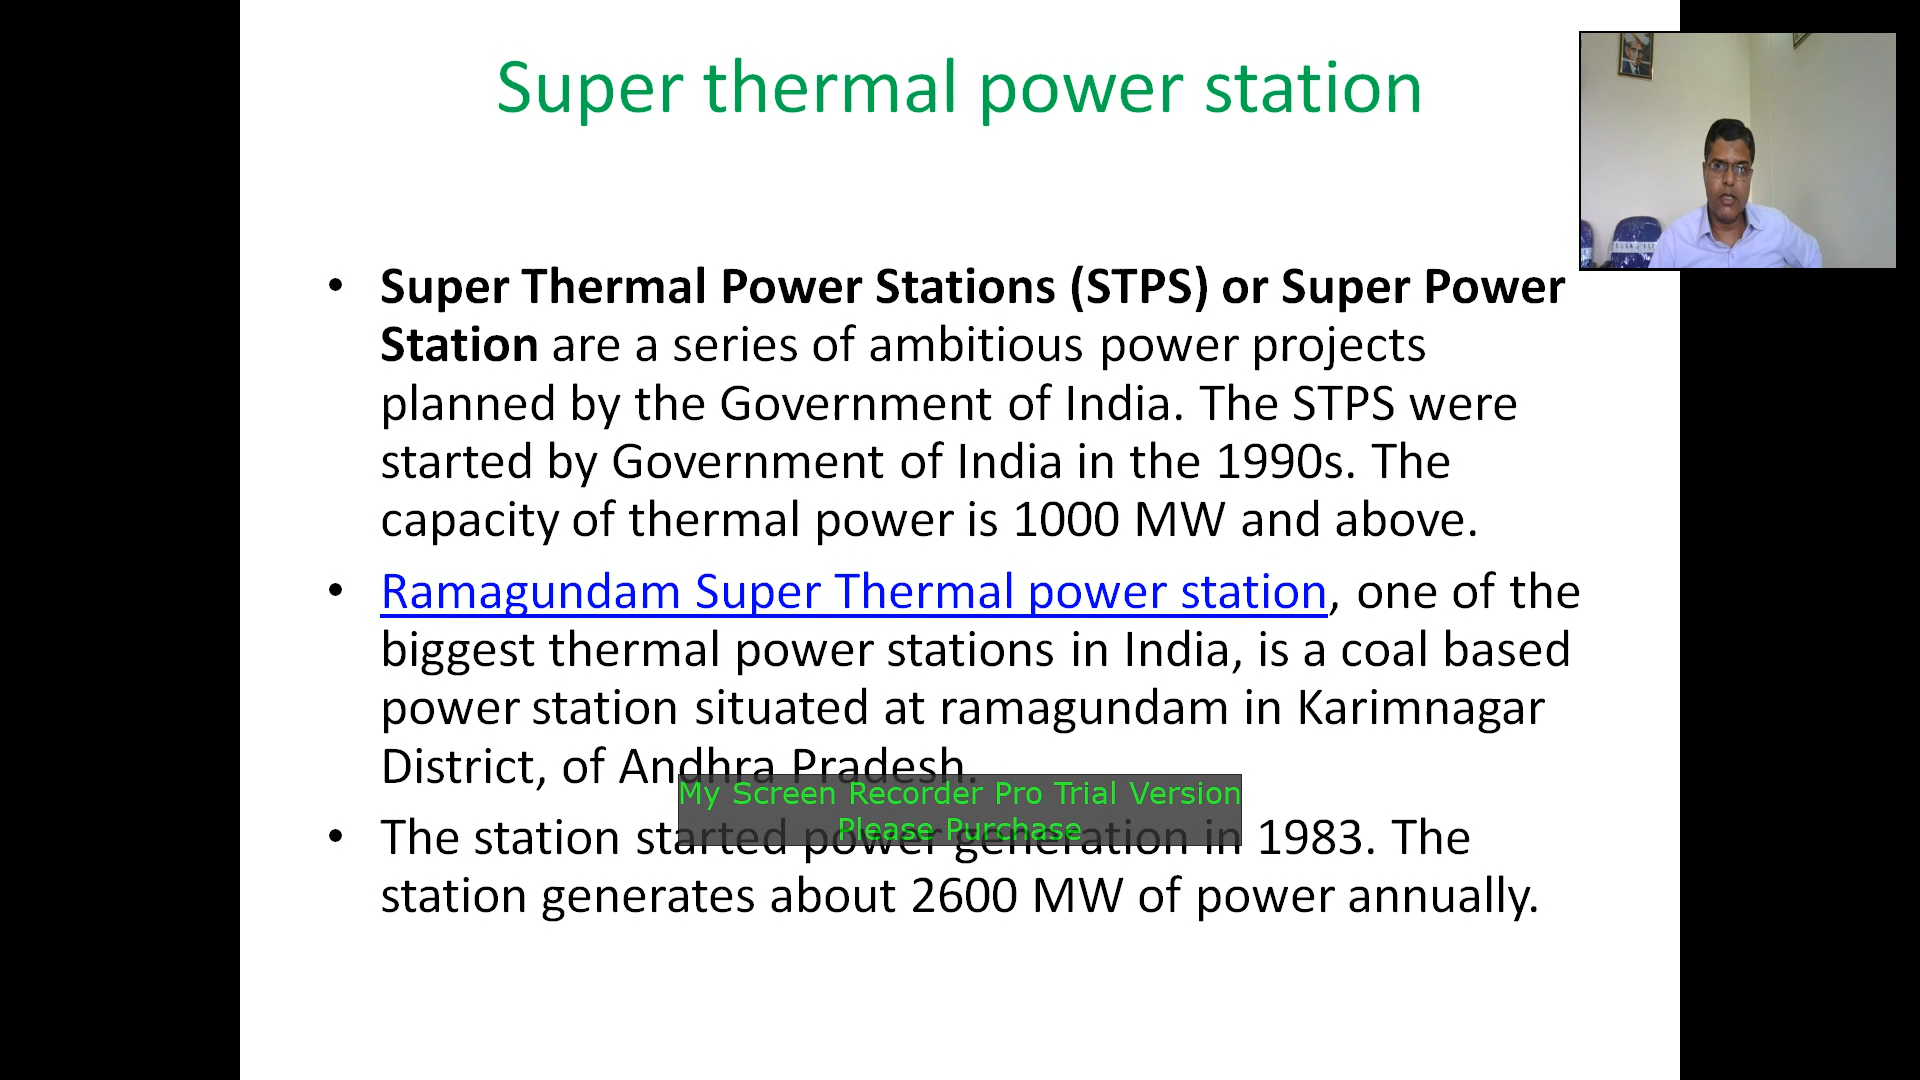 Super thermal power station
• Super Thermal Power Stations (STPS) or Super Power
Station are a series of ambitious power projects
planned by the Government of India. The STPS were
started by Government of India in the 1990s. The
capacity of thermal power is 1000 MW and above.
• Ramagundam Super Thermal power station, one of the
biggest thermal power stations in India, is a coal based
power station situated at ramagundam in Karimnagar
District, of Andhra Pradesh.
My Screen Recorder Pro Trial Version
Please Purchase
• The station started power generation in 1983. The
station generates about 2600 MW of power annually.